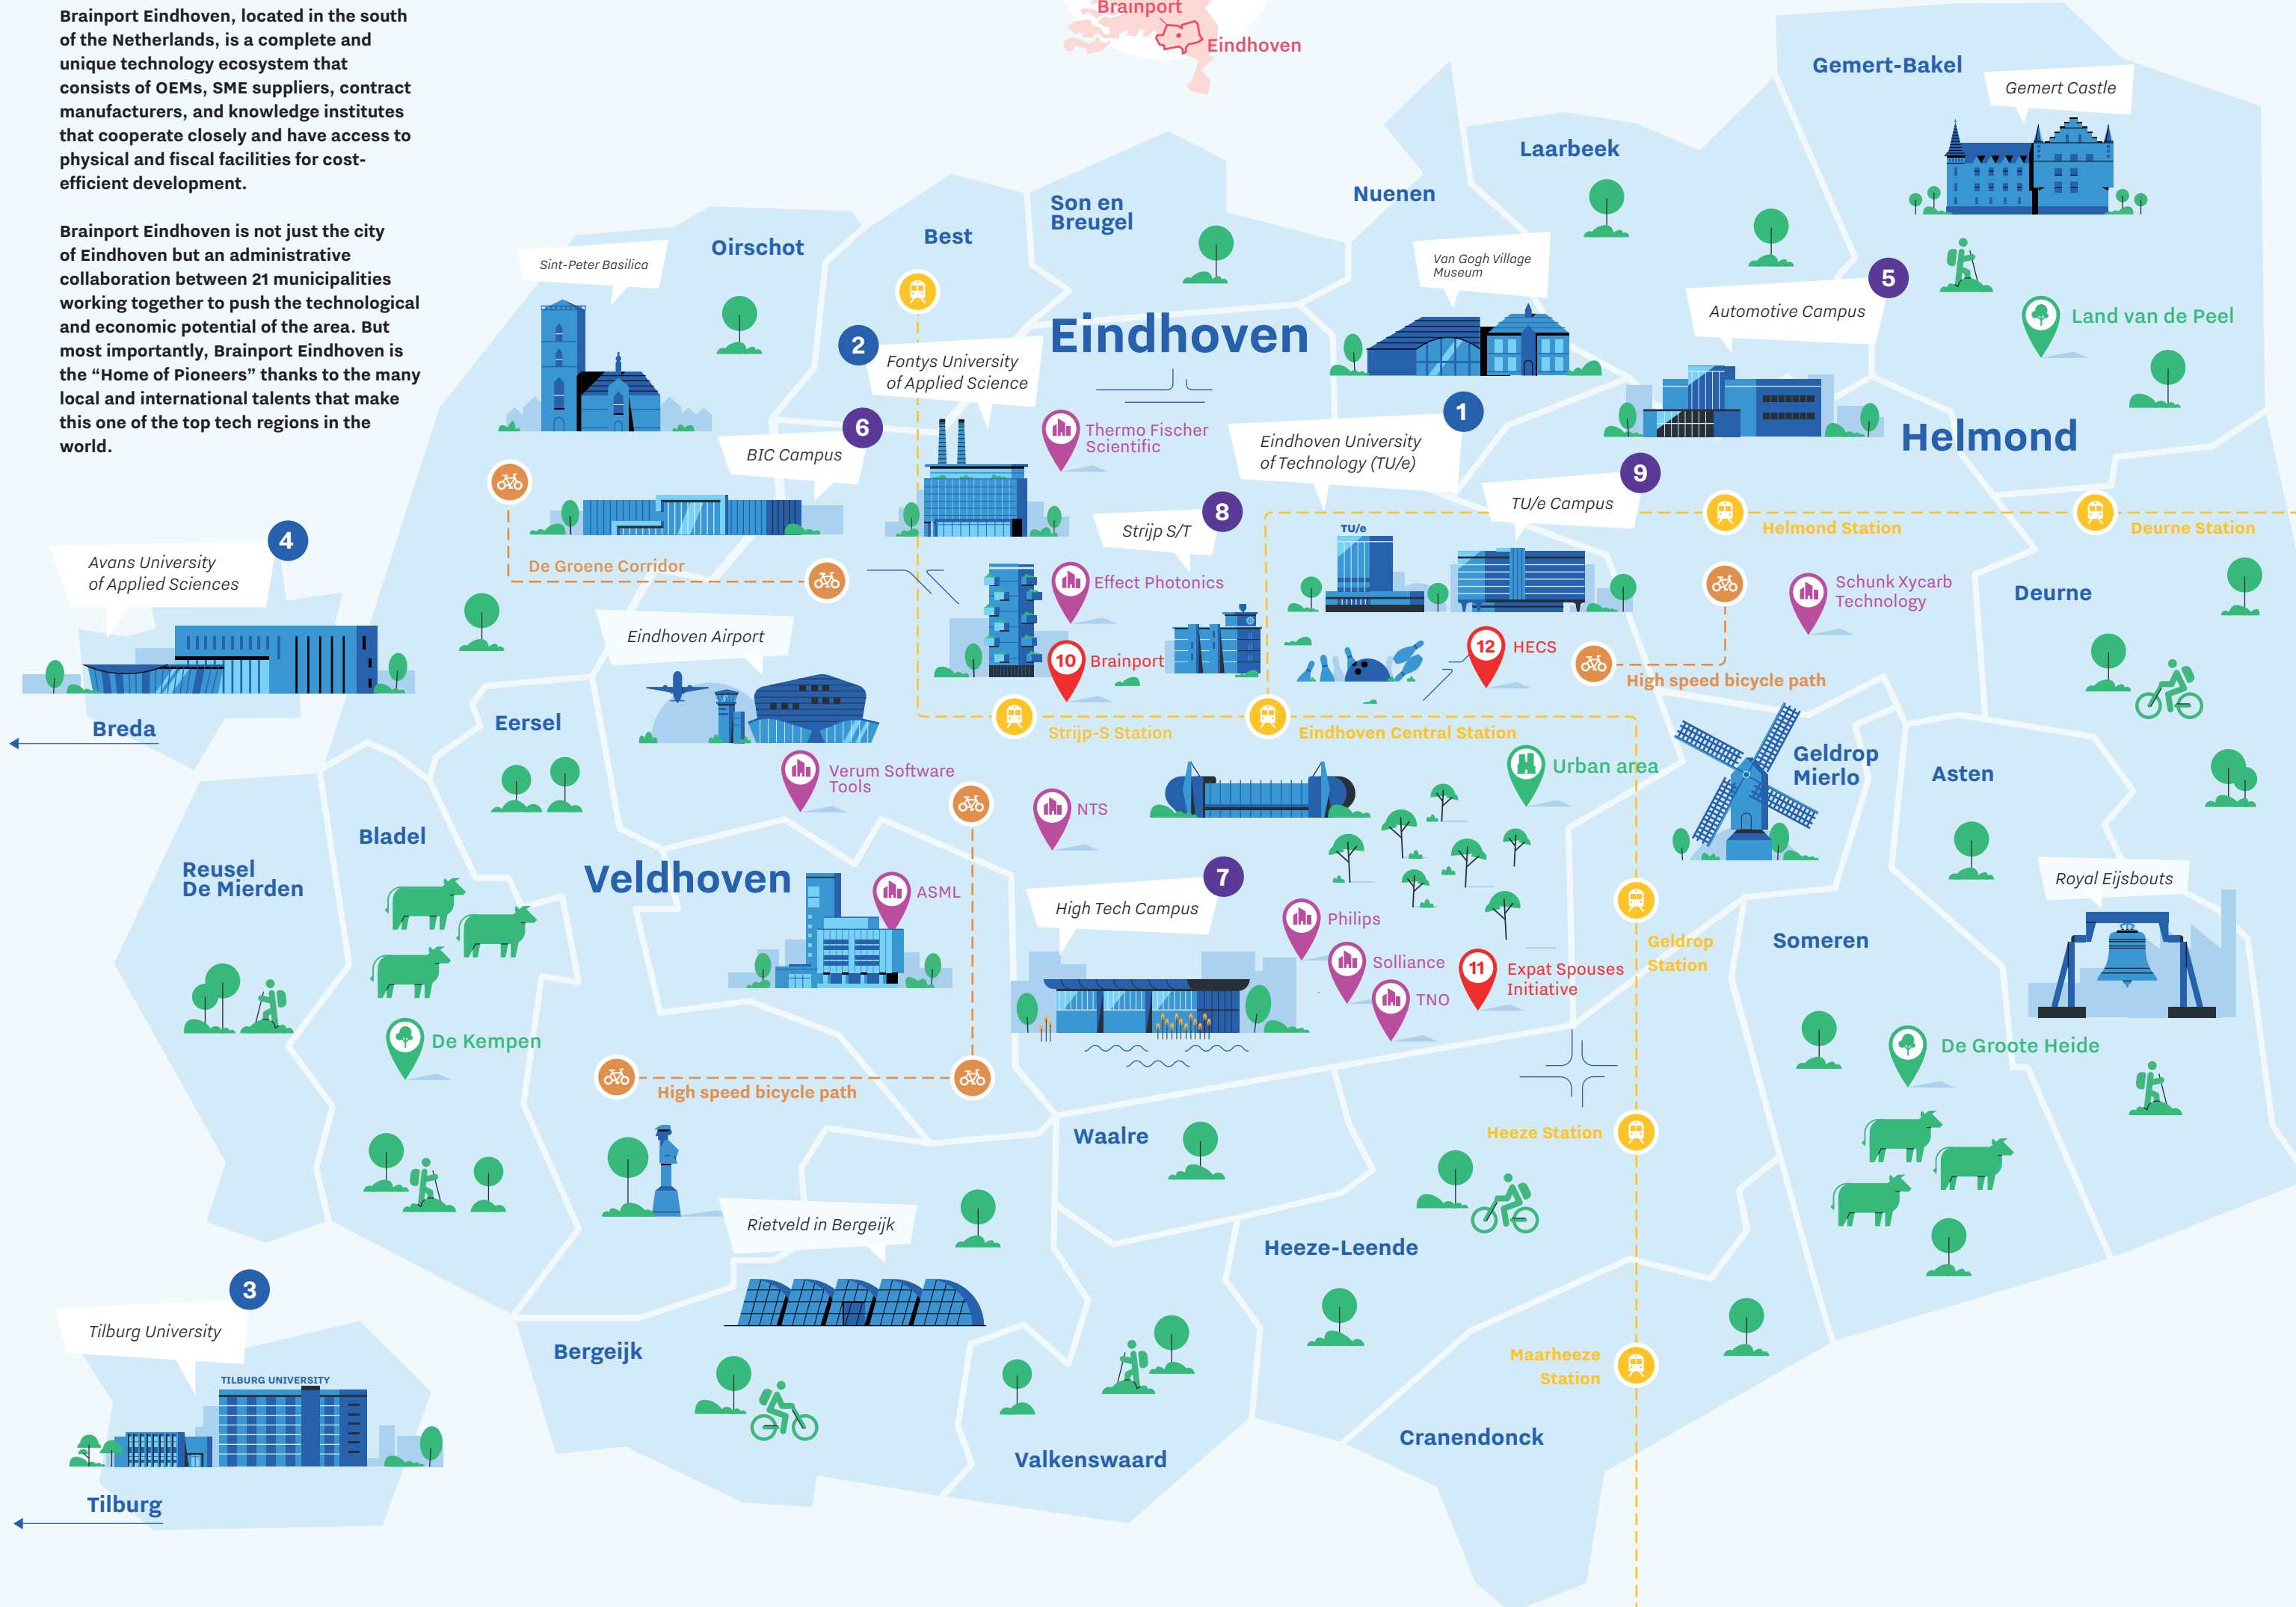 Brainport Eindhoven, located in the south
of the Netherlands, is a complete and
unique technology ecosystem that
consists of OEMs, SME suppliers, contract
manufacturers, and knowledge institutes
that cooperate closely and have access to
physical and fiscal facilities for cost-
efficient development.
Brainport Eindhoven is not just the city
of Eindhoven but an administrative
collaboration between 21 municipalities
working together to push the technological
and economic potential of the area. But
most importantly, Brainport Eindhoven is
the “Home of Pioneers” thanks to the many
local and international talents that make
this one of the top tech regions in the
world.
Brainport
Eindhoven
Gemert-Bakel
Gemert Castle
Laarbeek
Nuenen
Son en
Breugel
Best
Oirschot
Sint-Peter Basilica
Van Gogh Village
Museum
5
Automotive Campus
Land van de Peel
Eindhoven
2
Fontys University
of Applied Science
6
BIC Campus
Thermo Fischer
Scientific
1
Eindhoven University
of Technology (TU/e)
Helmond
9
TU/e Campus
8
Strijp S/T
TU/e
Helmond Station
Deurne Station
4
Avans University
of Applied Sciences
De Groene Corridor
Effect Photonics
Schunk Xycarb
Technology
Deurne
Eindhoven Airport
10
Brainport
12
HECS
High speed bicycle path
Breda
Eersel
Strijp-S Station
Eindhoven Central Station
Geldrop
Mierlo
Asten
Verum Software
Tools
NTS
Urban area
Bladel
Reusel
De Mierden
Veldhoven
ASML
7
High Tech Campus
Royal Eijsbouts
Philips
Solliance
TNO
11
Expat Spouses
Initiative
Geldrop
Station
Someren
De Kempen
De Groote Heide
High speed bicycle path
Waalre
Heeze Station
Rietveld in Bergeijk
Heeze-Leende
3
Tilburg University
TILBURG UNIVERSITY
Bergeijk
Maarheeze
Station
Cranendonck
Valkenswaard
Tilburg